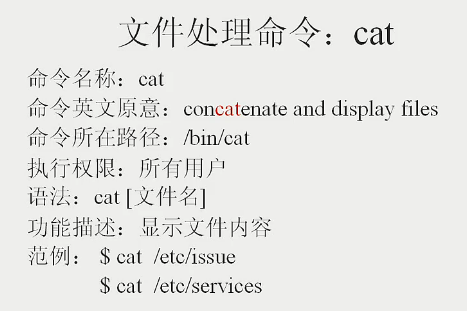 文件处理命令：cat
命令名称：cat
命令英文原意：concatenate and display files
命令所在路径：/bin/cat
执行权限：所有用户
语法：cat [文件名]
功能描述：显示文件内容
范例： $ cat /etc/issue
$ cat /etc/services